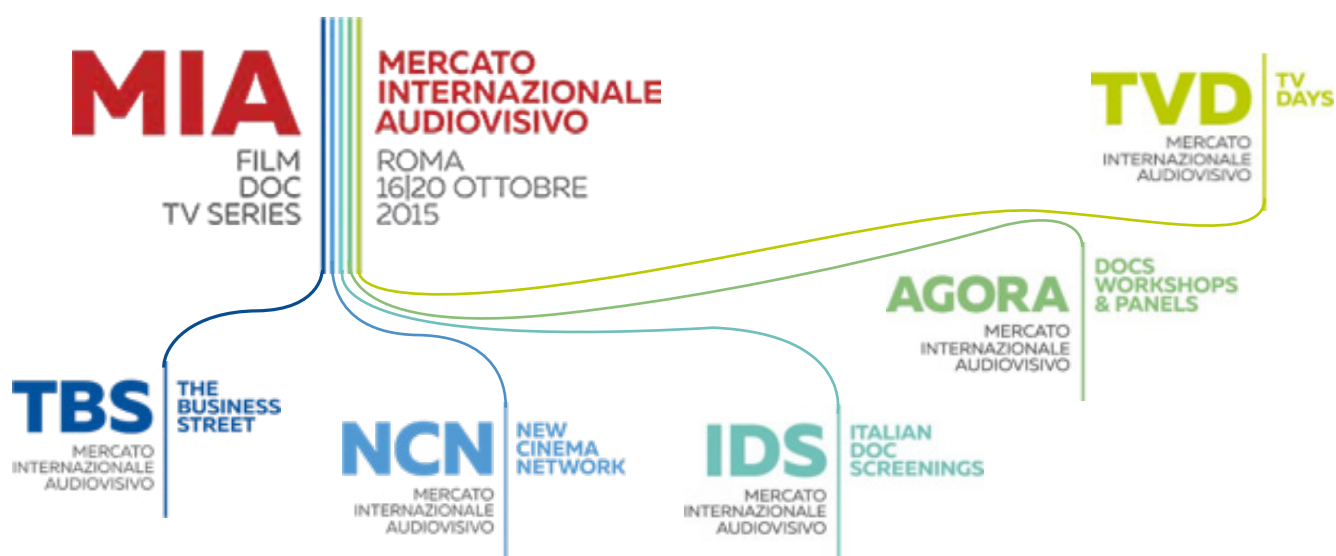 MIA
FILM
DOC
TV SERIES
MERCATO
INTERNAZIONALE
AUDIOVISIVO
ROMA
16|20 OTTOBRE
2015
TVD
MERCATO
INTERNAZIONALE
AUDIOVISIVO
TV
DAYS
AGORA
MERCATO
INTERNAZIONALE
AUDIOVISIVO
DOCS
WORKSHOPS
& PANELS
TBS
MERCATO
INTERNAZIONALE
AUDIOVISIVO
THE
BUSINESS
STREET
NCN
MERCATO
INTERNAZIONALE
AUDIOVISIVO
NEW
CINEMA
NETWORK
IDS
MERCATO
INTERNAZIONALE
AUDIOVISIVO
ITALIAN
DOC
SCREENINGS